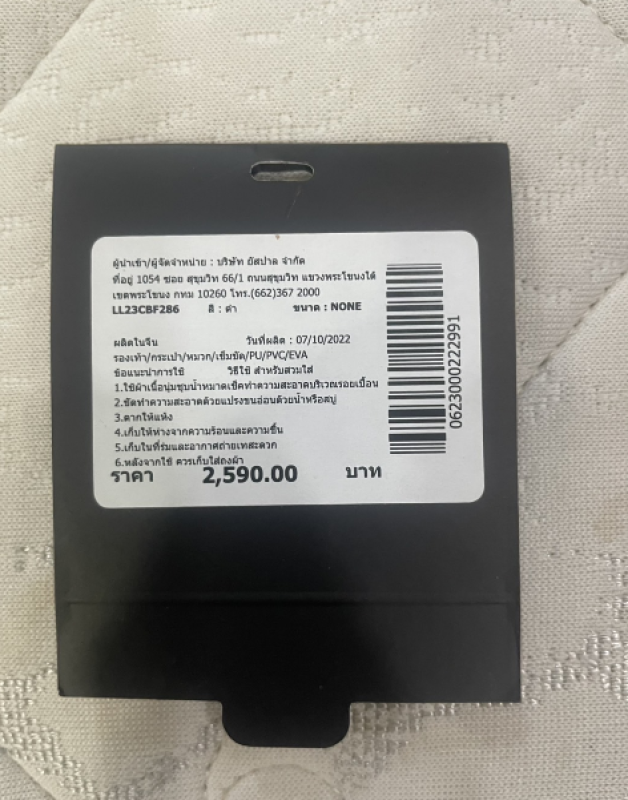 ผู้นำเข้า/ผู้จัดจำหน่าย : บริษัท ยัสปาล จำกัด
ที่อยู่ 1054 ซอย สุขุมวิท 66/1 ถนนสุขุมวิท แขวงพระโขนงใต้
เขตพระโขนง กทม 10260 โทร.(662)367 2000
LL23CBF286 สี : ดำ ขนาด : NONE
ผลิตในจีน วันที่ผลิต : 07/10/2022
รองเท้า/กระเปา/หมวก/เข็มขัด/PU/PVC/EVA
ข้อแนะนำการใช้ วิธีใช้ สำหรับสวมใส่
1.ใช้ผ้าเนื้อนุ่มชุบน้ำหมาดเช็ดทำความสะอาดบริเวณรอยเปื้อน
2.ขัดทำความสะอาดด้วยแปรงขนอ่อนด้วยน้ำหรือสบู่
3.ตากให้แห้ง
4.เก็บให้ห่างจากความร้อนและความชื้น
5.เก็บในที่ร่มและอากาศถ่ายเทสะดวก
6.หลังจากใช้ ควรเก็บใส่ถุงผ้า
ราคา 2,590.00 บาท
0623000222991